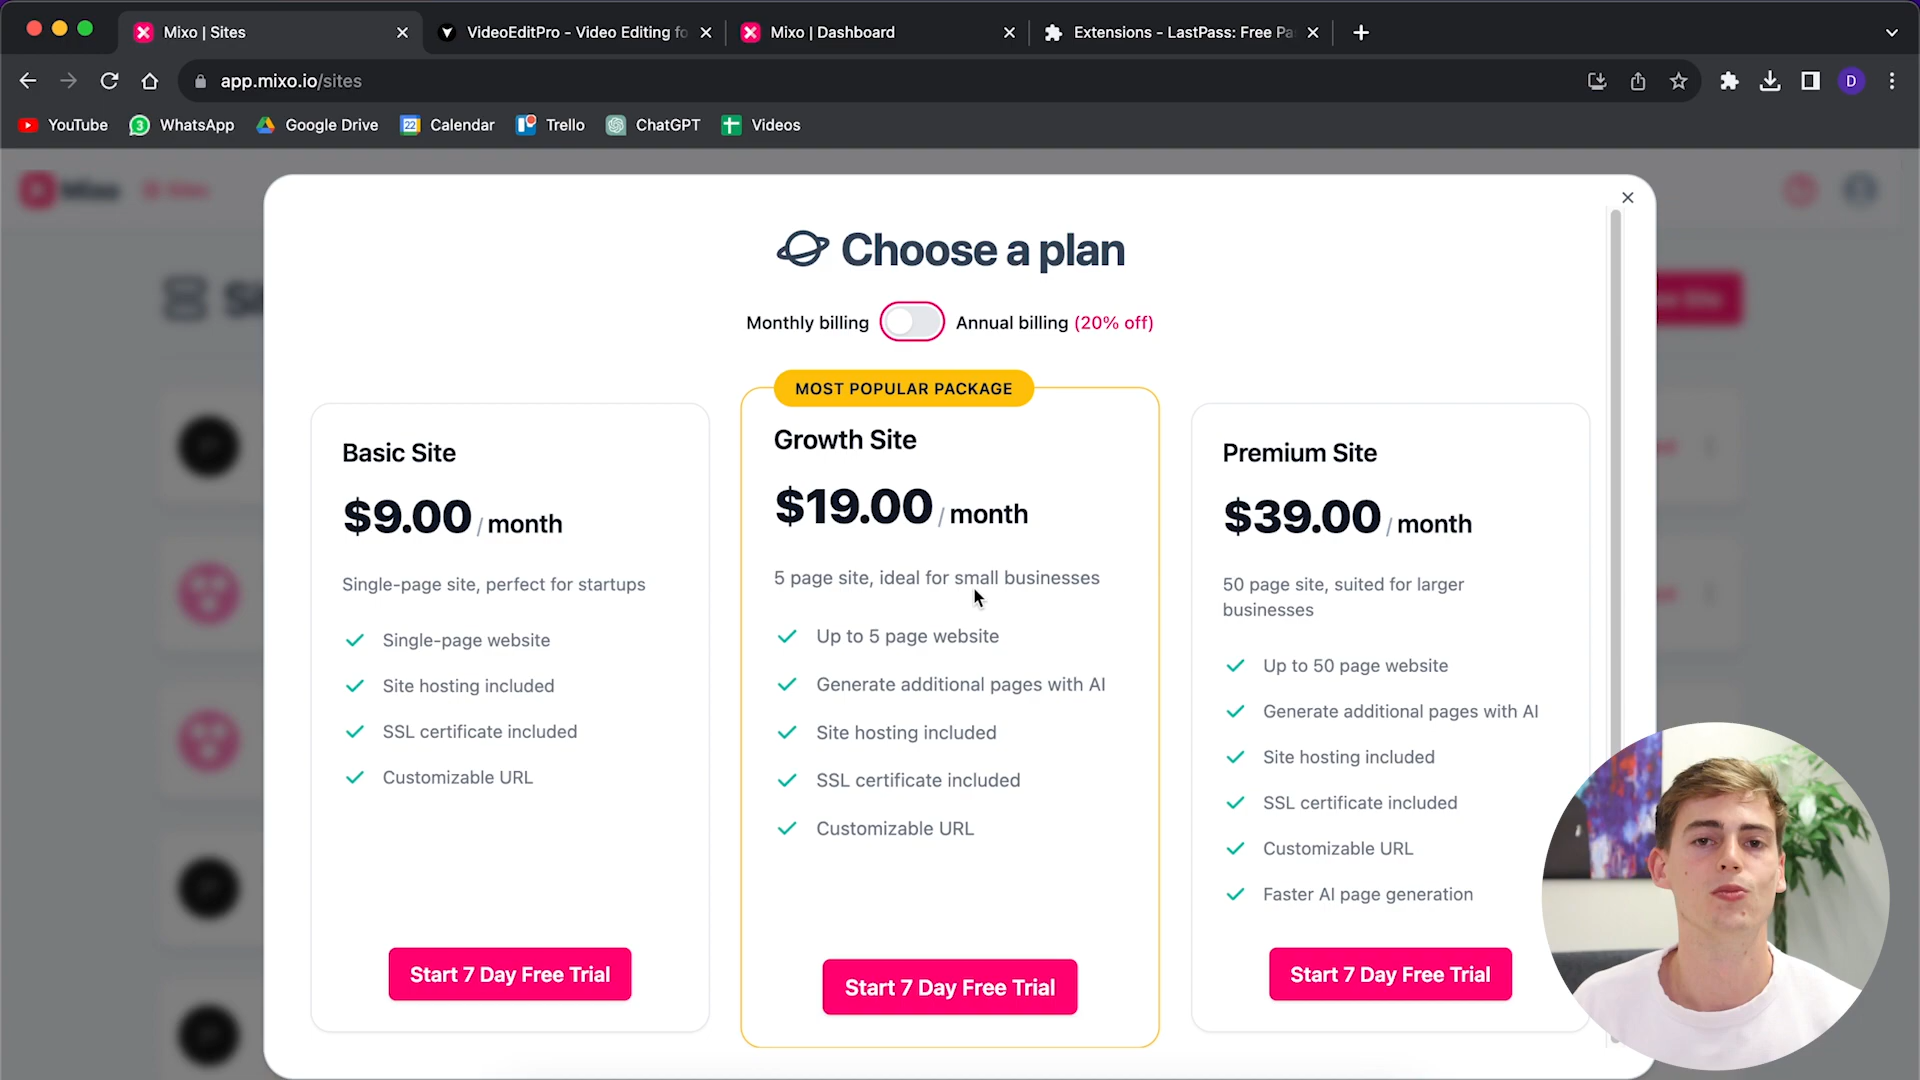 Mixo | Sites
VideoEditPro - Video Editing fo
Mixo | Dashboard
Extensions - LastPass: Free Pa
app.mixo.io/sites
D
YouTube
3 WhatsApp
Google Drive
22 Calendar
Trello
ChatGPT
Videos
Mixo
Sites
Choose a plan
Monthly billing
Annual billing (20% off)
MOST POPULAR PACKAGE
Basic Site
$9.00 / month
Single-page site, perfect for startups
Single-page website
Site hosting included
SSL certificate included
Customizable URL
Start 7 Day Free Trial
Growth Site
$19.00 / month
5 page site, ideal for small businesses
Up to 5 page website
Generate additional pages with AI
Site hosting included
SSL certificate included
Customizable URL
Start 7 Day Free Trial
Premium Site
$39.00 / month
50 page site, suited for larger
businesses
Up to 50 page website
Generate additional pages with AI
Site hosting included
SSL certificate included
Customizable URL
Faster AI page generation
Start 7 Day Free Trial